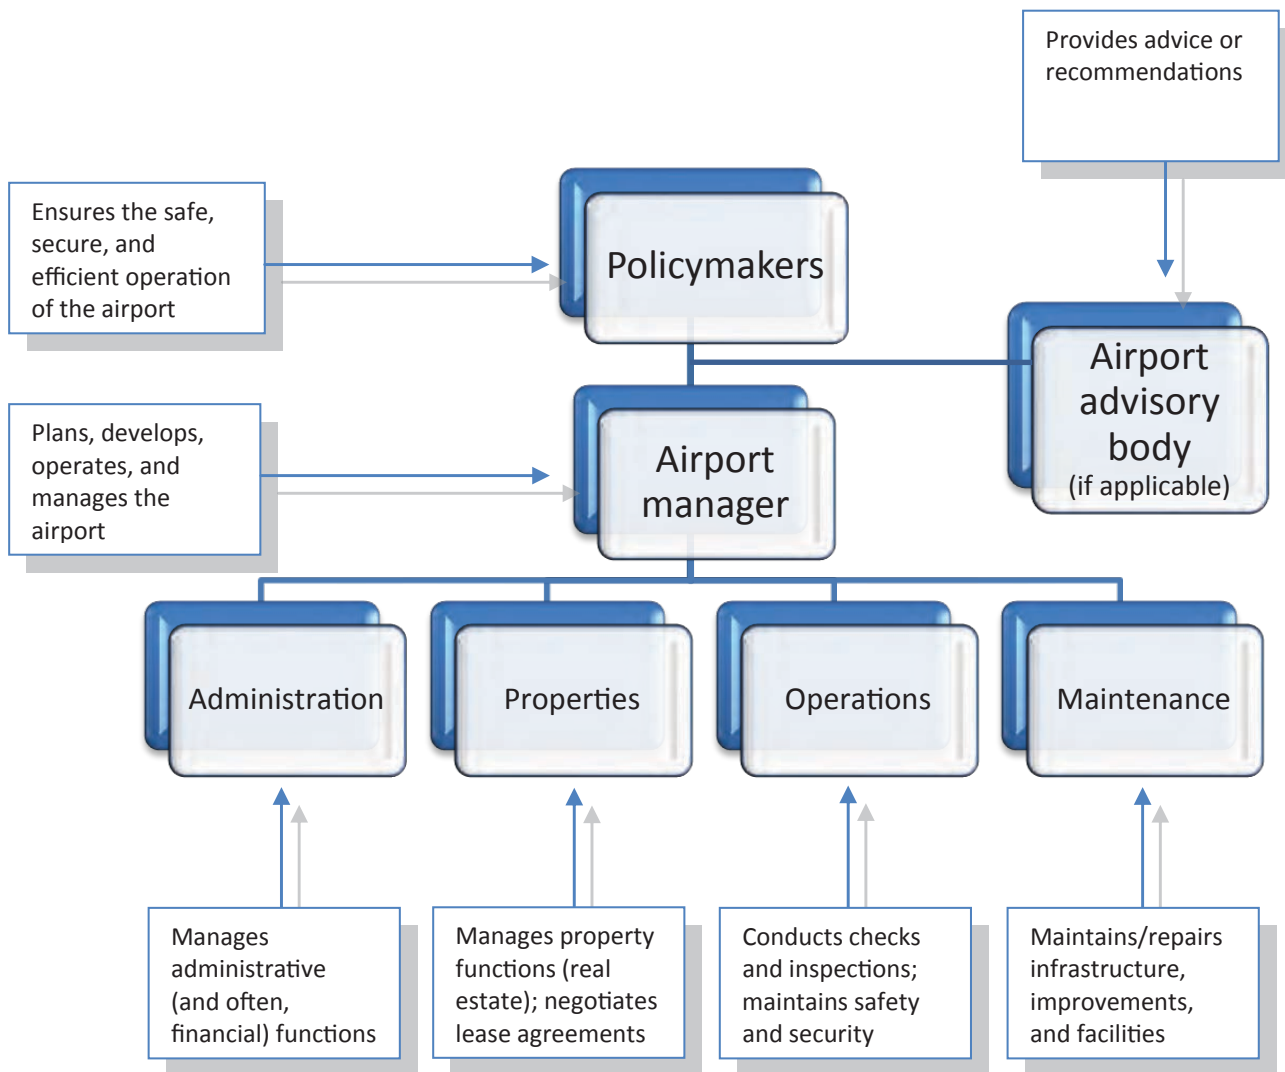 Provides advice or
recommendations
Ensures the safe,
secure, and
efficient operation
of the airport
Policymakers
Airport
advisory
body
(if applicable)
Plans, develops,
operates, and
manages the
airport
Airport
manager
Administration
Properties
Operations
Maintenance
Manages
administrative
(and often,
financial) functions
Manages property
functions (real
estate); negotiates
lease agreements
Conducts checks
and inspections;
maintains safety
and security
Maintains/repairs
infrastructure,
improvements,
and facilities